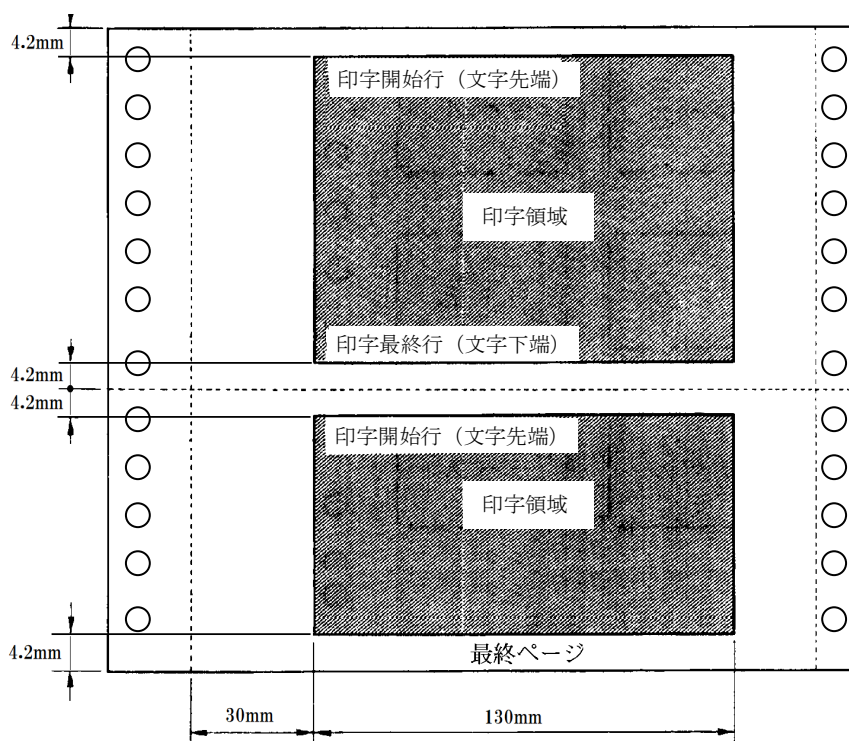 4.2mm
印字開始行（文字先端）
印字領域
印字最終行（文字下端）
4.2mm
4.2mm
印字開始行（文字先端）
印字領域
4.2mm
最終ページ
30mm
130mm